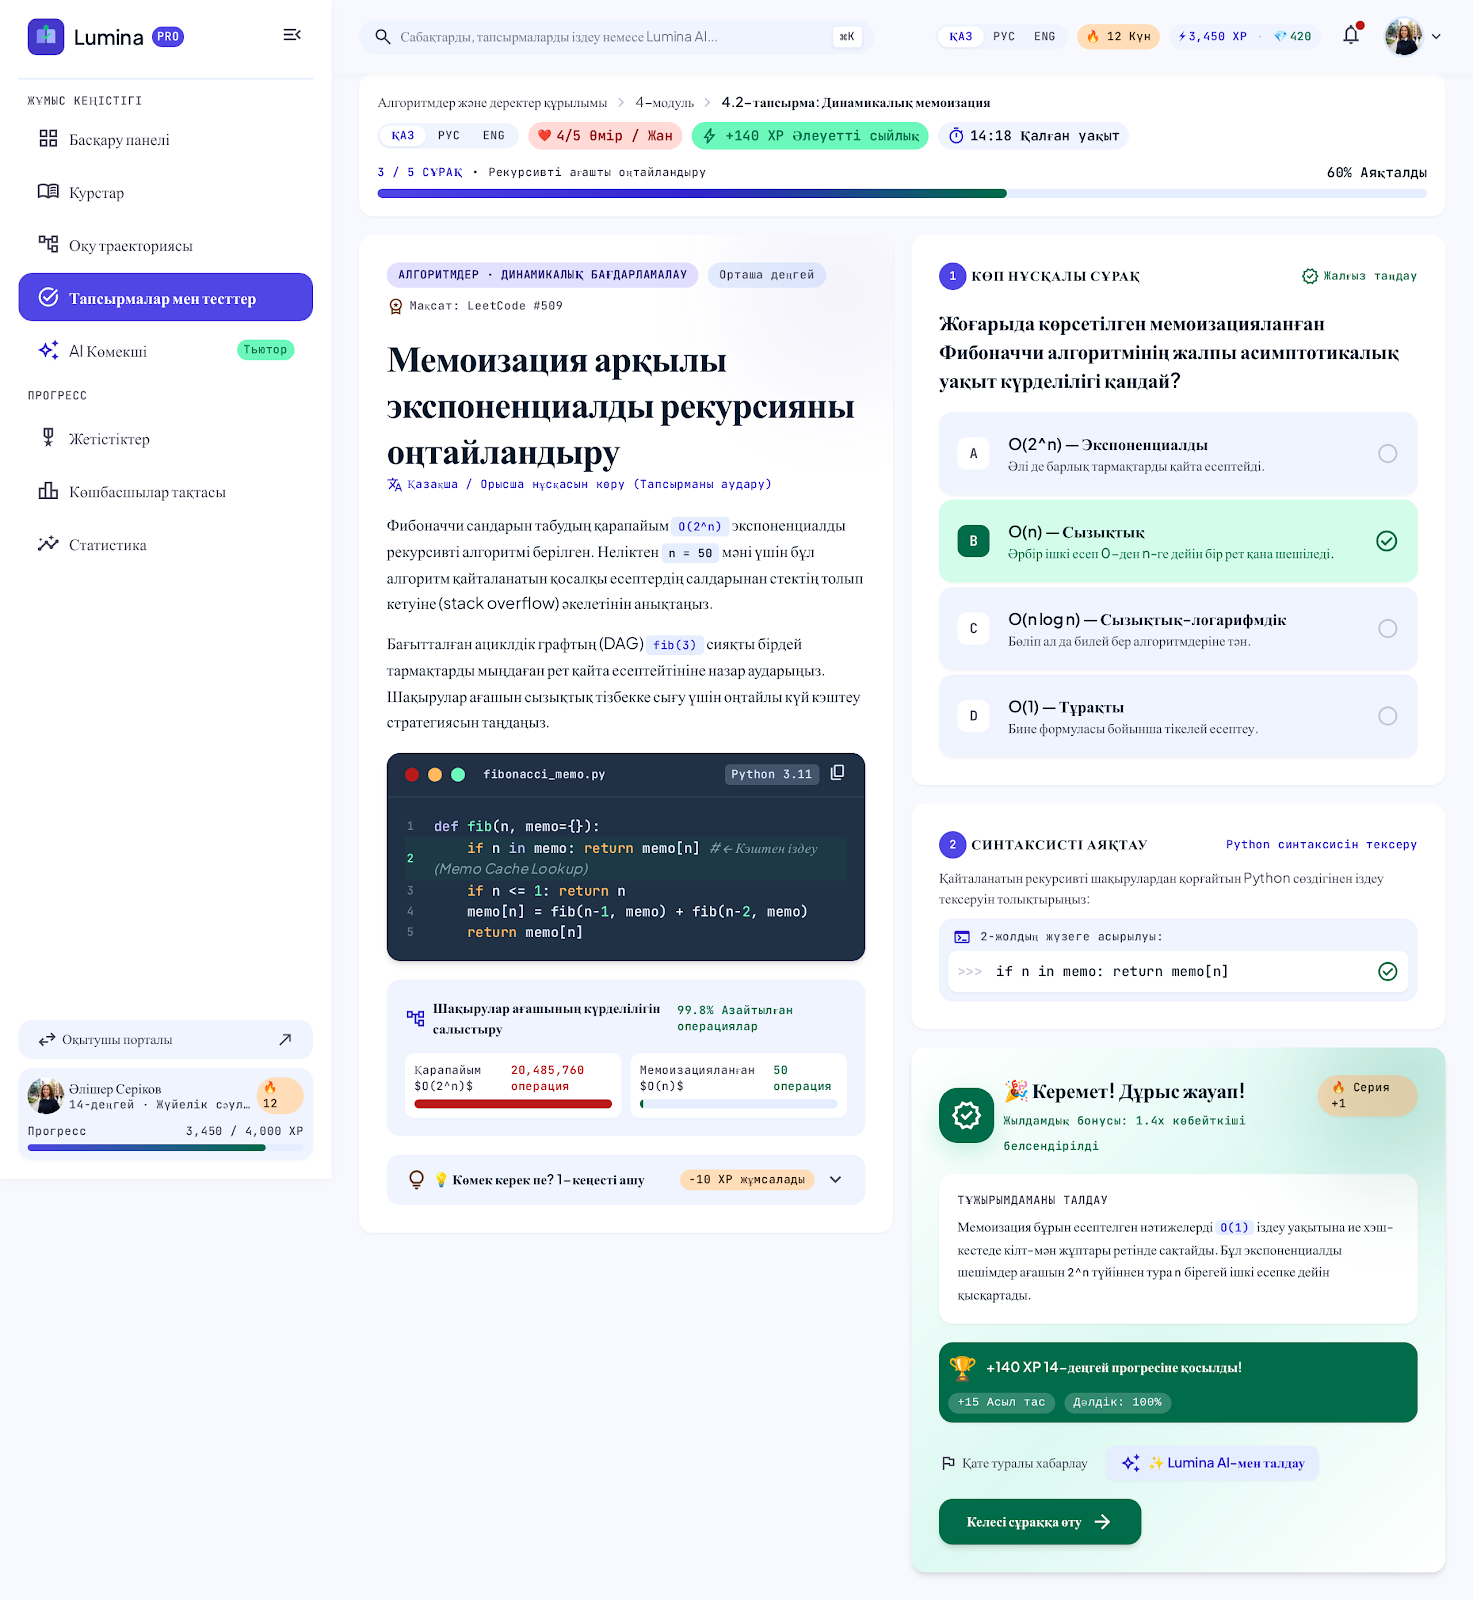 Lumina PRO
ЖҰМЫС КЕҢІСТІГІ
Басқару панелі
Курстар
Оқу траекториясы
Тапсырмалар мен тесттер
AI Көмекші Тьютор
ПРОГРЕСС
Жетістіктер
Көшбасшылар тақтасы
Статистика
Оқытушы порталы
Әлішер Серіков
14-деңгей · Жүйелік сәул…
🔥 12
Прогресс 3,450 / 4,000 XP
Сабақтарды, тапсырмаларды іздеу немесе Lumina AI...
⌘K
ҚАЗ РУС ENG
🔥 12 Күн
⚡3,450 XP · 💎420
Алгоритмдер және деректер құрылымы > 4-модуль > 4.2-тапсырма: Динамикалық мемоизация
ҚАЗ РУС ENG
❤️ 4/5 Өмір / Жан
+140 XP Әлеуетті сыйлық
14:18 Қалған уақыт
3 / 5 СҰРАҚ • Рекурсивті ағашты оңтайландыру
60% Аяқталды
АЛГОРИТМДЕР · ДИНАМИКАЛЫҚ БАҒДАРЛАМАЛАУ
Орташа деңгей
Мақсат: LeetCode #509
Мемоизация арқылы
экспоненциалды рекурсияны
оңтайландыру
Қазақша / Орысша нұсқасын көру (Тапсырманы аудару)
Фибоначчи сандарын табудың қарапайым O(2^n) экспоненциалды
рекурсивті алгоритмі берілген. Неліктен n = 50 мәні үшін бұл
алгоритм қайталанатын қосалқы есептердің салдарынан стектің толып
кетуіне (stack overflow) әкелетінін анықтаңыз.
Бағытталған ациклдік графтың (DAG) fib(3) сияқты бірдей
тармақтарды мыңдаған рет қайта есептейтініне назар аударыңыз.
Шақырулар ағашын сызықтық тізбекке сығу үшін оңтайлы күй кэштеу
стратегиясын таңдаңыз.
fibonacci_memo.py Python 3.11
1 def fib(n, memo={}):
2 if n in memo: return memo[n] # ← Кэштен іздеу
(Memo Cache Lookup)
3 if n <= 1: return n
4 memo[n] = fib(n-1, memo) + fib(n-2, memo)
5 return memo[n]
Шақырулар ағашының күрделілігін
салыстыру
99.8% Азайтылған
операциялар
Қарапайым
$O(2^n)$
20,485,760
операция
Мемоизацияланған
$O(n)$
50
операция
💡 Көмек керек пе? 1-кеңесті ашу
-10 XP жұмсалады
1 КӨП НҰСҚАЛЫ СҰРАҚ
Жалғыз таңдау
Жоғарыда көрсетілген мемоизацияланған
Фибоначчи алгоритмінің жалпы асимптотикалық
уақыт күрделілігі қандай?
A O(2^n) — Экспоненциалды
Әлі де барлық тармақтарды қайта есептейді.
B O(n) — Сызықтық
Әрбір ішкі есеп 0-ден n-ге дейін бір рет қана шешіледі.
C O(n log n) — Сызықтық-логарифмдік
Бөліп ал да билей бер алгоритмдеріне тән.
D O(1) — Тұрақты
Бине формуласы бойынша тікелей есептеу.
2 СИНТАКСИСТІ АЯҚТАУ
Python синтаксисін тексеру
Қайталанатын рекурсивті шақырулардан қорғайтын Python сөздігінен іздеу
тексеруін толықтырыңыз:
2-жолдың жүзеге асырылуы:
>>> if n in memo: return memo[n]
🎉 Керемет! Дұрыс жауап!
Жылдамдық бонусы: 1.4x көбейткіші
белсендірілді
🔥 Серия
+1
ТҰЖЫРЫМДАМАНЫ ТАЛДАУ
Мемоизация бұрын есептелген нәтижелерді O(1) іздеу уақытына ие хэш-
кестеде кілт-мән жұптары ретінде сақтайды. Бұл экспоненциалды
шешімдер ағашын 2^n түйіннен тура n бірегей ішкі есепке дейін
қысқартады.
🏆 +140 XP 14-деңгей прогресіне қосылды!
+15 Асыл тас Дәлдік: 100%
Қате туралы хабарлау
✨ Lumina AI-мен талдау
Келесі сұраққа өту